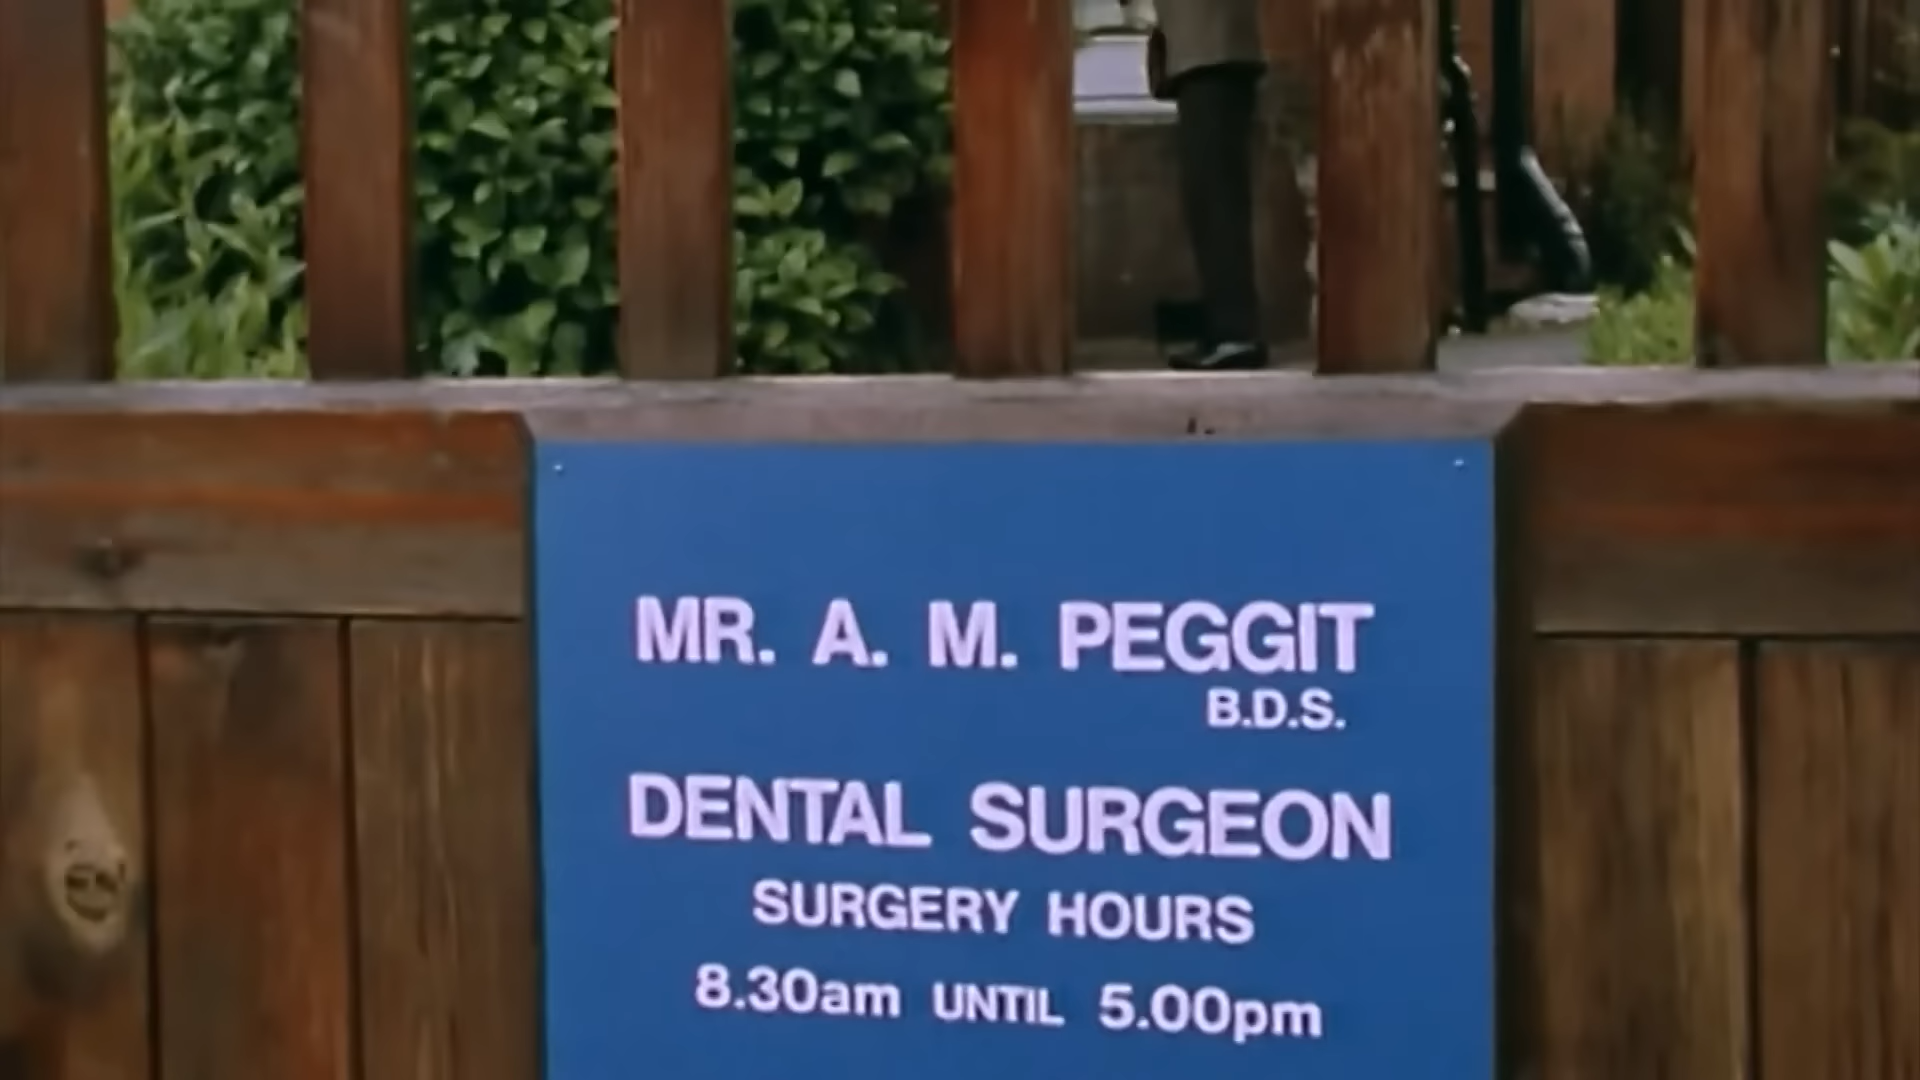 MR. A. M. PEGGIT
B.D.S.
DENTAL SURGEON
SURGERY HOURS
8.30am UNTIL 5.00pm